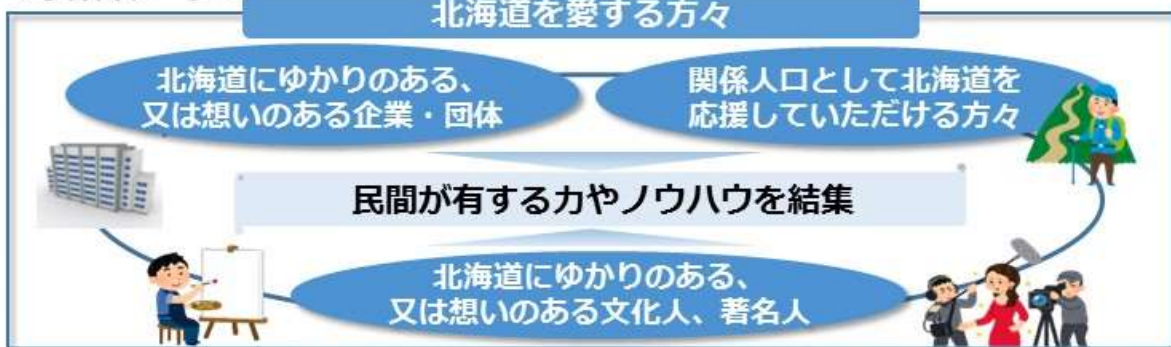 北海道を愛する方々
北海道にゆかりのある、
又は想いのある企業・団体
関係人口として北海道を
応援していただける方々
民間が有する力やノウハウを結集
北海道にゆかりのある、
又は想いのある文化人、著名人